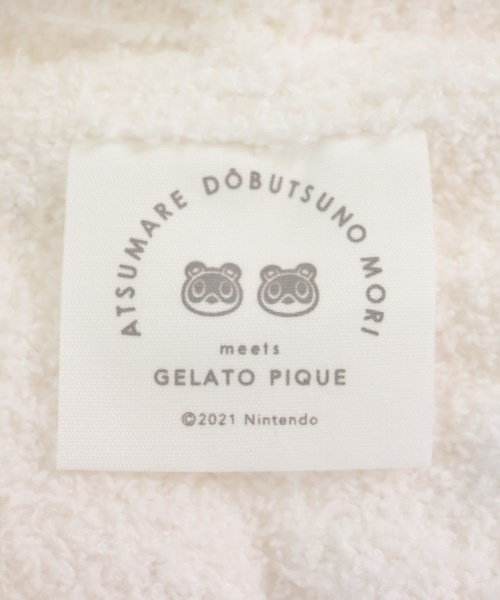 ATSUMARE DÔBUTSUNO MORI
meets
GELATO PIQUE
©2021 Nintendo